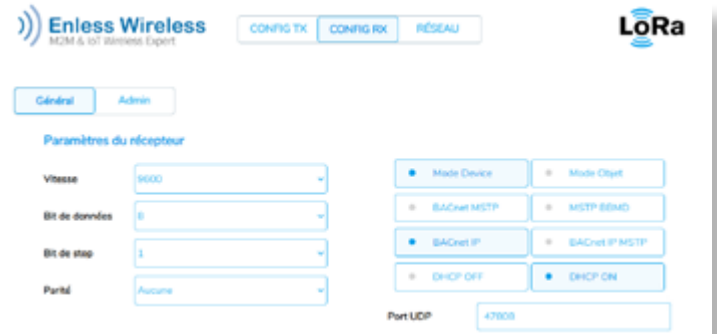 Enless Wireless
M2M & IoT Wireless Expert
CONFIG TX
CONFIG RX
RÉSEAU
LoRa
Général
Admin
Paramètres du récepteur
Vitesse
9600
Bit de données
8
Bit de stop
1
Parité
Aucune
Mode Device
Mode Objet
BACnet MSTP
MSTP BBMD
BACnet IP
BACnet IP MSTP
DHCP OFF
DHCP ON
Port UDP
47808